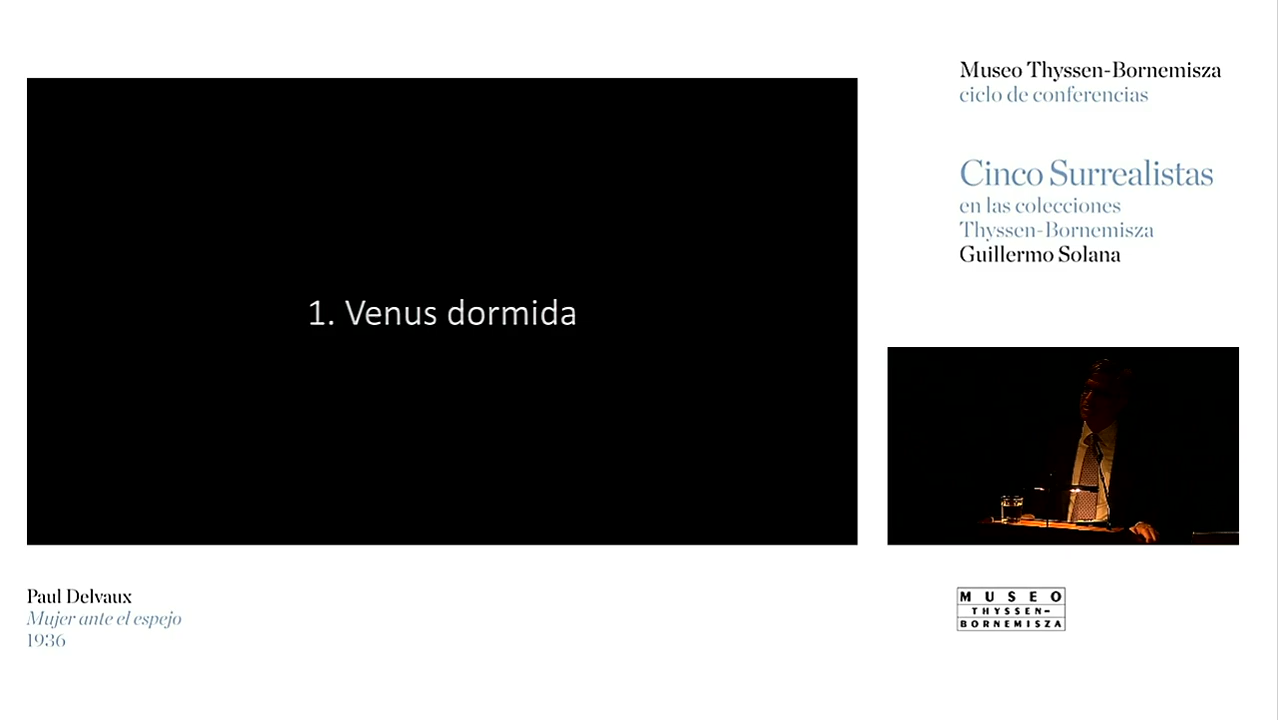 Museo Thyssen-Bornemisza
ciclo de conferencias
Cinco Surrealistas
en las colecciones
Thyssen-Bornemisza
Guillermo Solana
1. Venus dormida
Paul Delvaux
Mujer ante el espejo
1936
MUSEO
THYSSEN-
BORNEMISZA